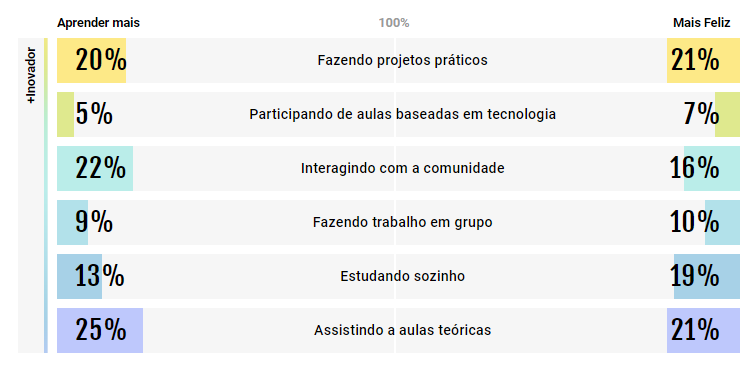 Aprender mais 100% Mais Feliz
+Inovador
20% Fazendo projetos práticos 21%
5% Participando de aulas baseadas em tecnologia 7%
22% Interagindo com a comunidade 16%
9% Fazendo trabalho em grupo 10%
13% Estudando sozinho 19%
25% Assistindo a aulas teóricas 21%